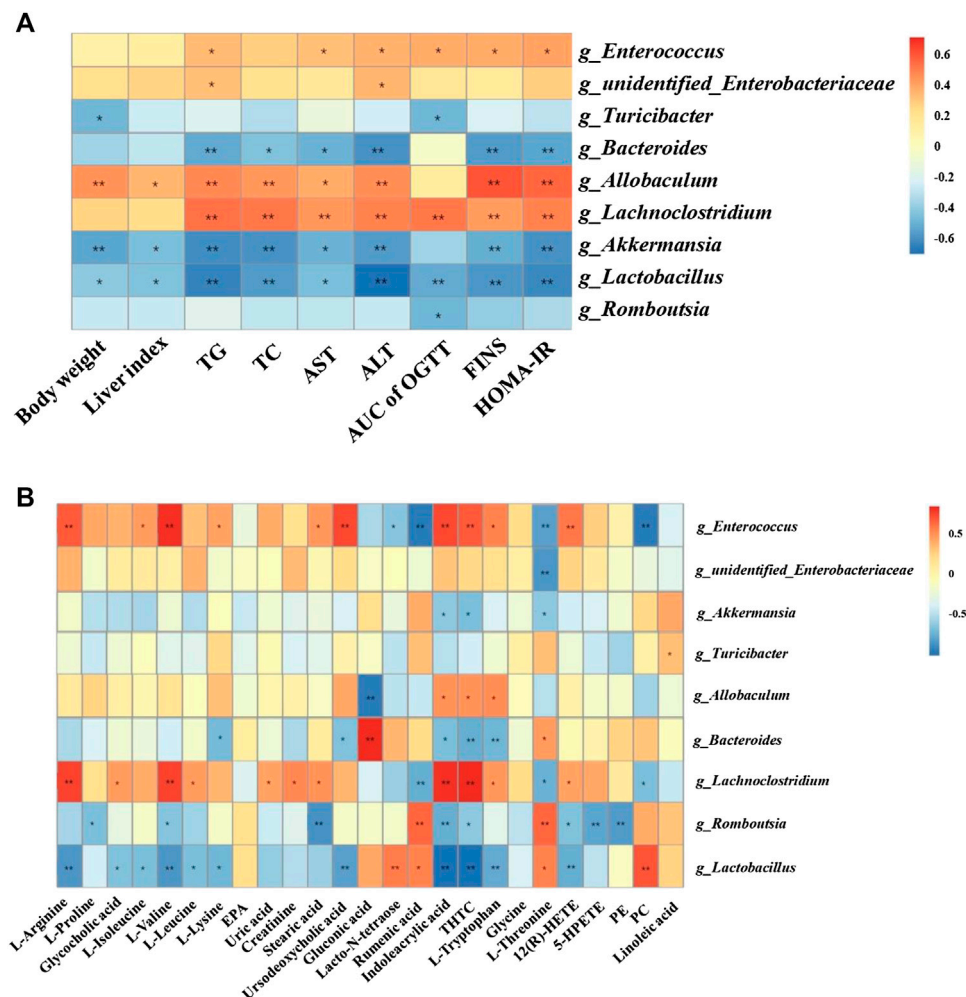 A
g_Enterococcus
g_unidentified_Enterobacteriaceae
g_Turicibacter
g_Bacteroides
g_Allobaculum
g_Lachnoclostridium
g_Akkermansia
g_Lactobacillus
g_Romboutsia
0.6
0.4
0.2
0
-0.2
-0.4
-0.6
Body weight
Liver index
TG
TC
AST
ALT
AUC of OGTT
FINS
HOMA-IR
B
g_Enterococcus
g_unidentified_Enterobacteriaceae
g_Akkermansia
g_Turicibacter
g_Allobaculum
g_Bacteroides
g_Lachnoclostridium
g_Romboutsia
g_Lactobacillus
0.5
0
-0.5
L-Arginine
L-Proline
Glycocholic acid
L-Isoleucine
L-Valine
L-Leucine
L-Lysine
EPA
Uric acid
Creatinine
Stearic acid
Ursodeoxycholic acid
Gluconic acid
Lacto-N-tetraose
Rumenic acid
Indoleacrylic acid
THTC
L-Tryptophan
Glycine
L-Threonine
12(R)-HETE
5-HPETE
PE
PC
Linoleic acid